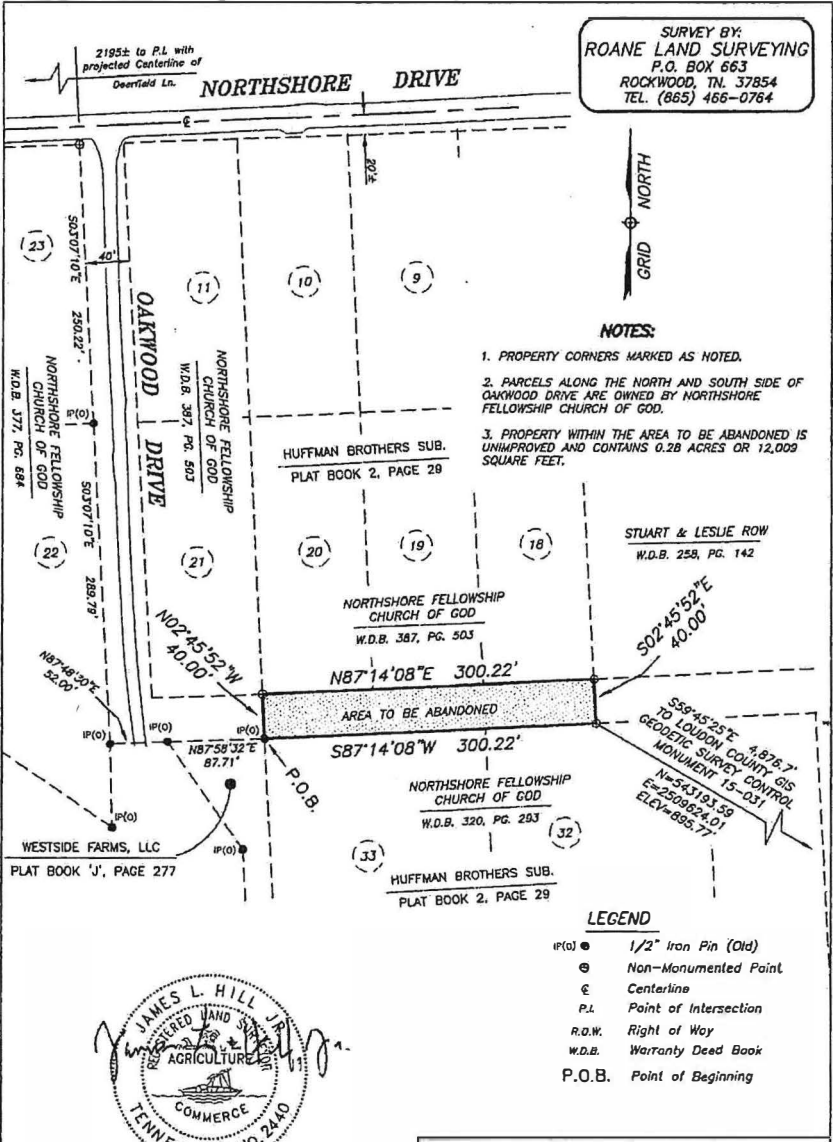 2195± to P.I. with
projected Centerline of
Deerfield Ln.
NORTHSHORE DRIVE
SURVEY BY:
ROANE LAND SURVEYING
P.O. BOX 663
ROCKWOOD, TN. 37854
TEL. (865) 466-0764
℄
20'±
GRID NORTH
23
S03°07'10"E 250.22'
40'
11
10
9
OAKWOOD DRIVE
NOTES:
1. PROPERTY CORNERS MARKED AS NOTED.
2. PARCELS ALONG THE NORTH AND SOUTH SIDE OF
OAKWOOD DRIVE ARE OWNED BY NORTHSHORE
FELLOWSHIP CHURCH OF GOD.
3. PROPERTY WITHIN THE AREA TO BE ABANDONED IS
UNIMPROVED AND CONTAINS 0.28 ACRES OR 12,009
SQUARE FEET.
NORTHSHORE FELLOWSHIP
CHURCH OF GOD
W.D.B. 377, PG. 684
IP(O)
NORTHSHORE FELLOWSHIP
CHURCH OF GOD
W.D.B. 387, PG. 503
HUFFMAN BROTHERS SUB.
PLAT BOOK 2, PAGE 29
22
S03°07'10"E 289.79'
21
20
19
18
STUART & LESLIE ROW
W.D.B. 258, PG. 142
NORTHSHORE FELLOWSHIP
CHURCH OF GOD
W.D.B. 387, PG. 503
N02°45'52"W
40.00'
S02°45'52"E
40.00'
N87°48'30"E
52.00'
N87°14'08"E 300.22'
AREA TO BE ABANDONED
S87°14'08"W 300.22'
IP(O)
IP(O)
N87°58'32"E
87.71'
P.O.B.
S59°45'25"E 4,876.7'
TO LOUDON COUNTY GIS
GEODETIC SURVEY CONTROL
MONUMENT 15-031
N=543193.59
E=2509624.01
ELEV=895.77'
NORTHSHORE FELLOWSHIP
CHURCH OF GOD
W.D.B. 320, PG. 293
IP(O)
WESTSIDE FARMS, LLC
PLAT BOOK 'J', PAGE 277
IP(O)
33
32
HUFFMAN BROTHERS SUB.
PLAT BOOK 2, PAGE 29
LEGEND
IP(O) 1/2" Iron Pin (Old)
Non-Monumented Point
℄ Centerline
P.I. Point of Intersection
R.O.W. Right of Way
W.D.B. Warranty Deed Book
P.O.B. Point of Beginning
JAMES L. HILL JR.
REGISTERED LAND SURVEYOR
AGRICULTURE
COMMERCE
NO. 2440